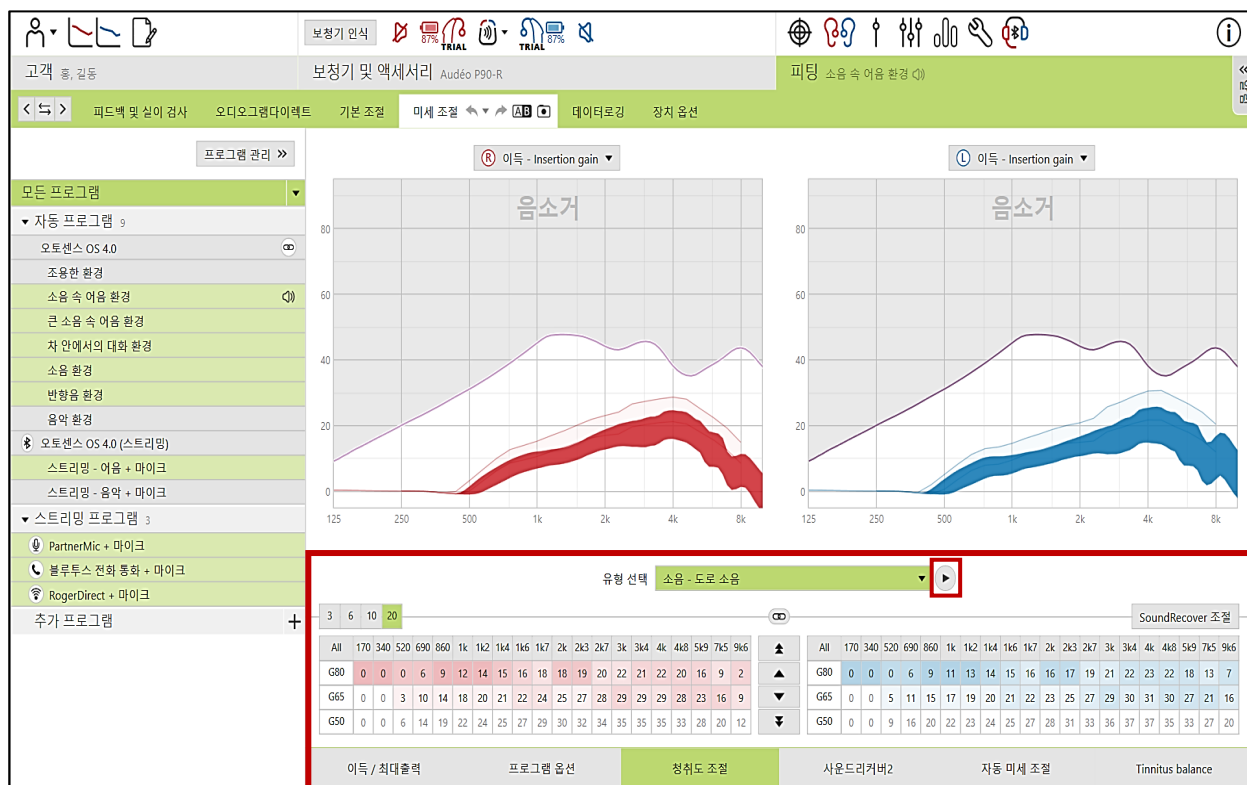 보청기 인식 87% TRIAL TRIAL 87%
고객 홍, 길동 보청기 및 액세서리 Audéo P90-R 피팅 소음 속 어음 환경
피드백 및 실이 검사 오디오그램다이렉트 기본 조절 미세 조절 AB 데이터로깅 장치 옵션
프로그램 관리
모든 프로그램
자동 프로그램 9
오토센스 OS 4.0
조용한 환경
소음 속 어음 환경
큰 소음 속 어음 환경
차 안에서의 대화 환경
소음 환경
반향음 환경
음악 환경
오토센스 OS 4.0 (스트리밍)
스트리밍 - 어음 + 마이크
스트리밍 - 음악 + 마이크
스트리밍 프로그램 3
PartnerMic + 마이크
블루투스 전화 통화 + 마이크
RogerDirect + 마이크
추가 프로그램 +
R 이득 - Insertion gain
음소거
80
60
40
20
0
125 250 500 1k 2k 4k 8k
L 이득 - Insertion gain
음소거
80
60
40
20
0
125 250 500 1k 2k 4k 8k
유형 선택 소음 - 도로 소음
3 6 10 20 SoundRecover 조절
All 170 340 520 690 860 1k 1k2 1k4 1k6 1k7 2k 2k3 2k7 3k 3k4 4k 4k8 5k9 7k5 9k6
G80 0 0 0 6 9 12 14 15 16 18 18 19 20 22 21 22 20 16 9 2
G65 0 0 3 10 14 18 20 21 22 24 25 27 28 29 29 29 28 23 16 9
G50 0 0 6 14 19 22 24 25 27 29 30 32 34 35 35 35 33 28 20 12
All 170 340 520 690 860 1k 1k2 1k4 1k6 1k7 2k 2k3 2k7 3k 3k4 4k 4k8 5k9 7k5 9k6
G80 0 0 0 6 9 11 13 14 15 16 16 17 19 21 22 23 22 18 13 7
G65 0 0 5 11 15 17 19 20 21 22 23 25 27 29 30 31 30 27 21 16
G50 0 0 9 16 20 22 23 24 25 27 28 31 33 36 37 37 35 33 27 20
이득 / 최대출력 프로그램 옵션 청취도 조절 사운드리커버2 자동 미세 조절 Tinnitus balance